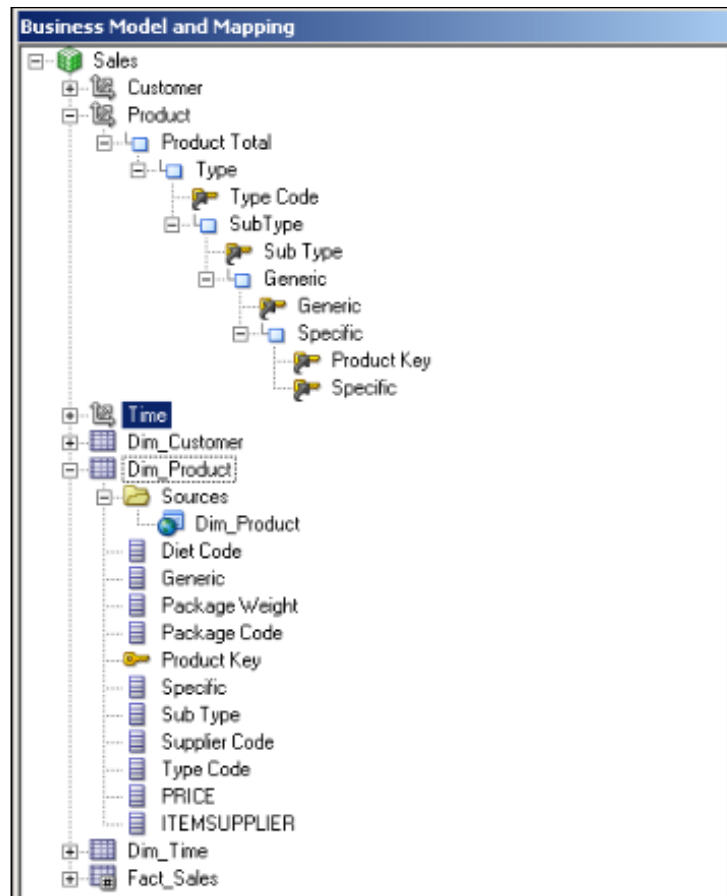 Business Model and Mapping
Sales
Customer
Product
Product Total
Type
Type Code
SubType
Sub Type
Generic
Generic
Specific
Product Key
Specific
Time
Dim_Customer
Dim_Product
Sources
Dim_Product
Diet Code
Generic
Package Weight
Package Code
Product Key
Specific
Sub Type
Supplier Code
Type Code
PRICE
ITEMSUPPLIER
Dim_Time
Fact_Sales